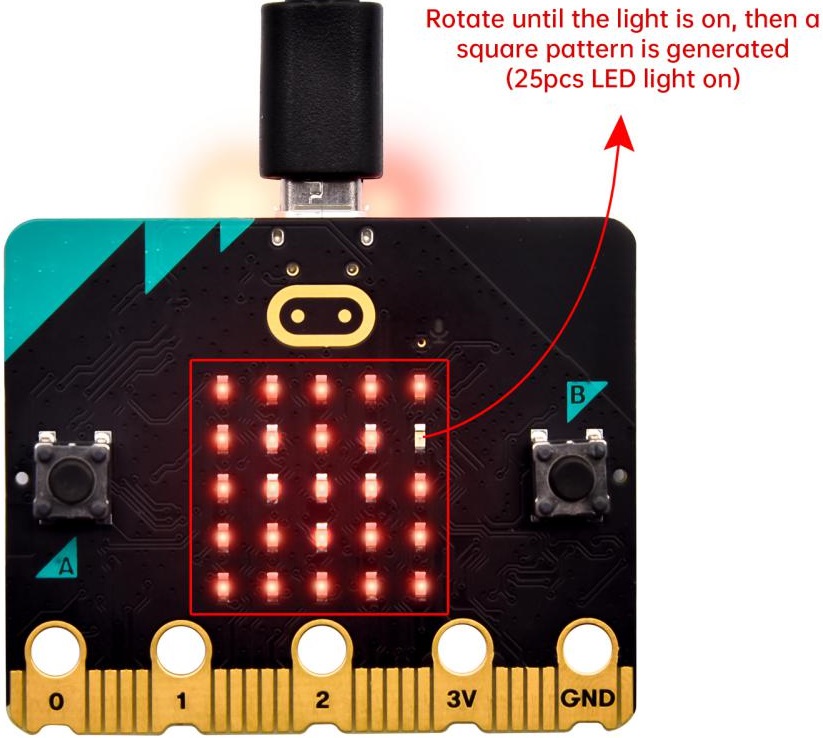 Rotate until the light is on, then a
square pattern is generated
(25pcs LED light on)
B
A
0 1 2 3V GND